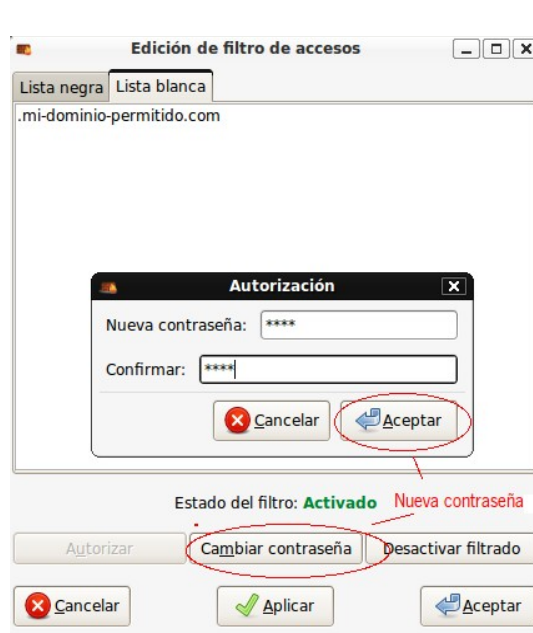 Edición de filtro de accesos
Lista negra Lista blanca
.mi-dominio-permitido.com
Autorización
Nueva contraseña: ****
Confirmar: ****
Cancelar Aceptar
Estado del filtro: Activado Nueva contraseña
Autorizar Cambiar contraseña Desactivar filtrado
Cancelar Aplicar Aceptar